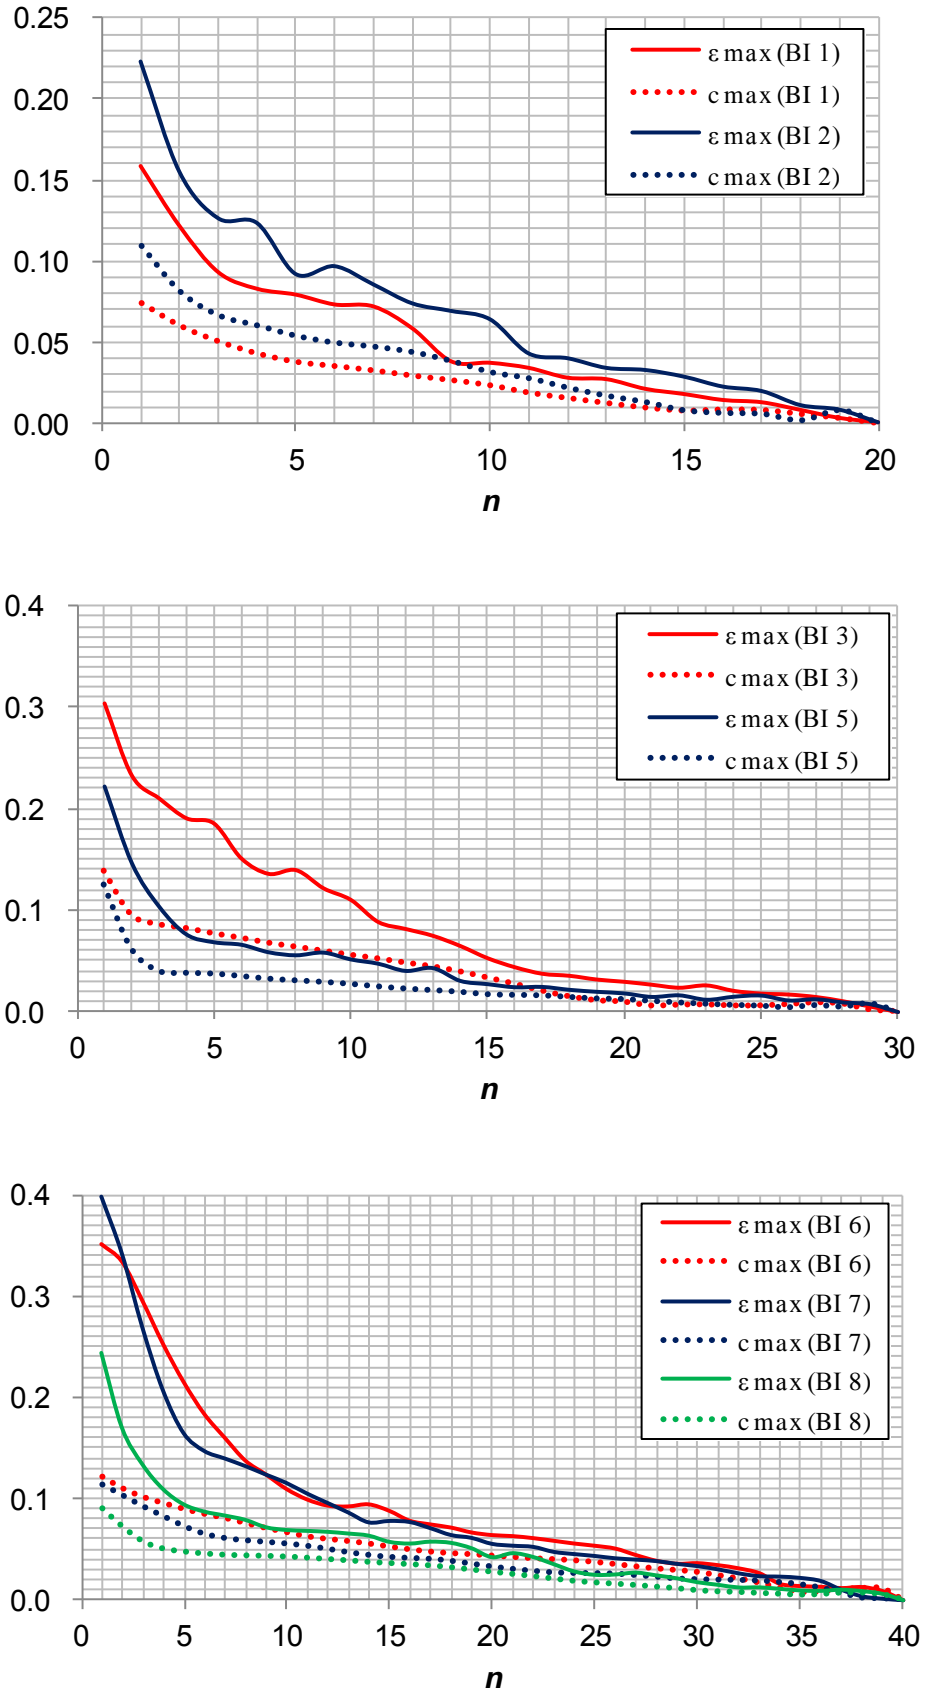 0.25
0.20
0.15
0.10
0.05
0.00
ε max (BI 1)
c max (BI 1)
ε max (BI 2)
c max (BI 2)
0 5 10 15 20
n
0.4
0.3
0.2
0.1
0.0
ε max (BI 3)
c max (BI 3)
ε max (BI 5)
c max (BI 5)
0 5 10 15 20 25 30
n
0.4
0.3
0.2
0.1
0.0
ε max (BI 6)
c max (BI 6)
ε max (BI 7)
c max (BI 7)
ε max (BI 8)
c max (BI 8)
0 5 10 15 20 25 30 35 40
n